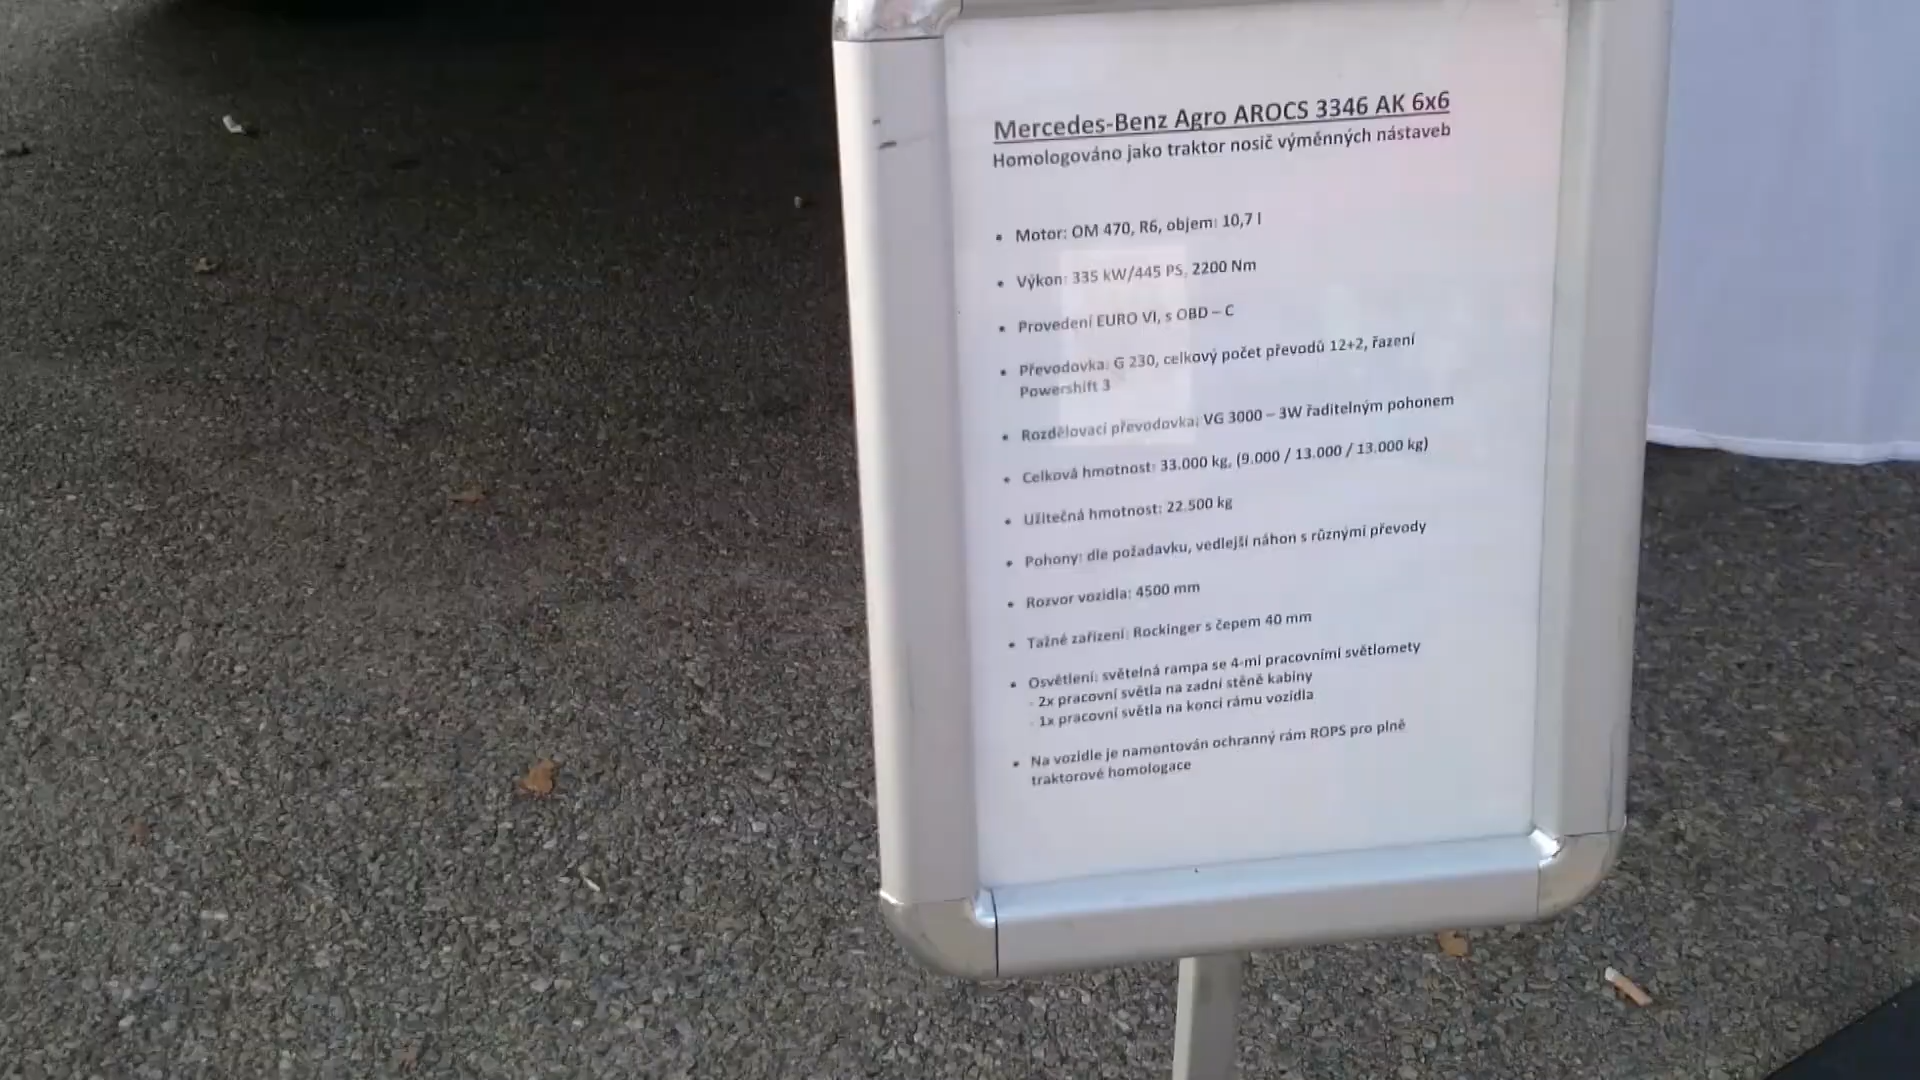 Mercedes-Benz Agro AROCS 3346 AK 6x6
Homologováno jako traktor nosič výměnných nástaveb
• Motor: OM 470, R6, objem: 10,7 l
• Výkon: 335 kW/445 PS, 2200 Nm
• Provedení EURO VI, s OBD – C
• Převodovka: G 230, celkový počet převodů 12+2, řazení
Powershift 3
• Rozdělovací převodovka: VG 3000 – 3W řaditelným pohonem
• Celková hmotnost: 33.000 kg, (9.000 / 13.000 / 13.000 kg)
• Užitečná hmotnost: 22.500 kg
• Pohony: dle požadavku, vedlejší náhon s různými převody
• Rozvor vozidla: 4500 mm
• Tažné zařízení: Rockinger s čepem 40 mm
• Osvětlení: světelná rampa se 4-mi pracovními světlomety
- 2x pracovní světla na zadní stěně kabiny
- 1x pracovní světla na konci rámu vozidla
• Na vozidle je namontován ochranný rám ROPS pro plně
traktorové homologace